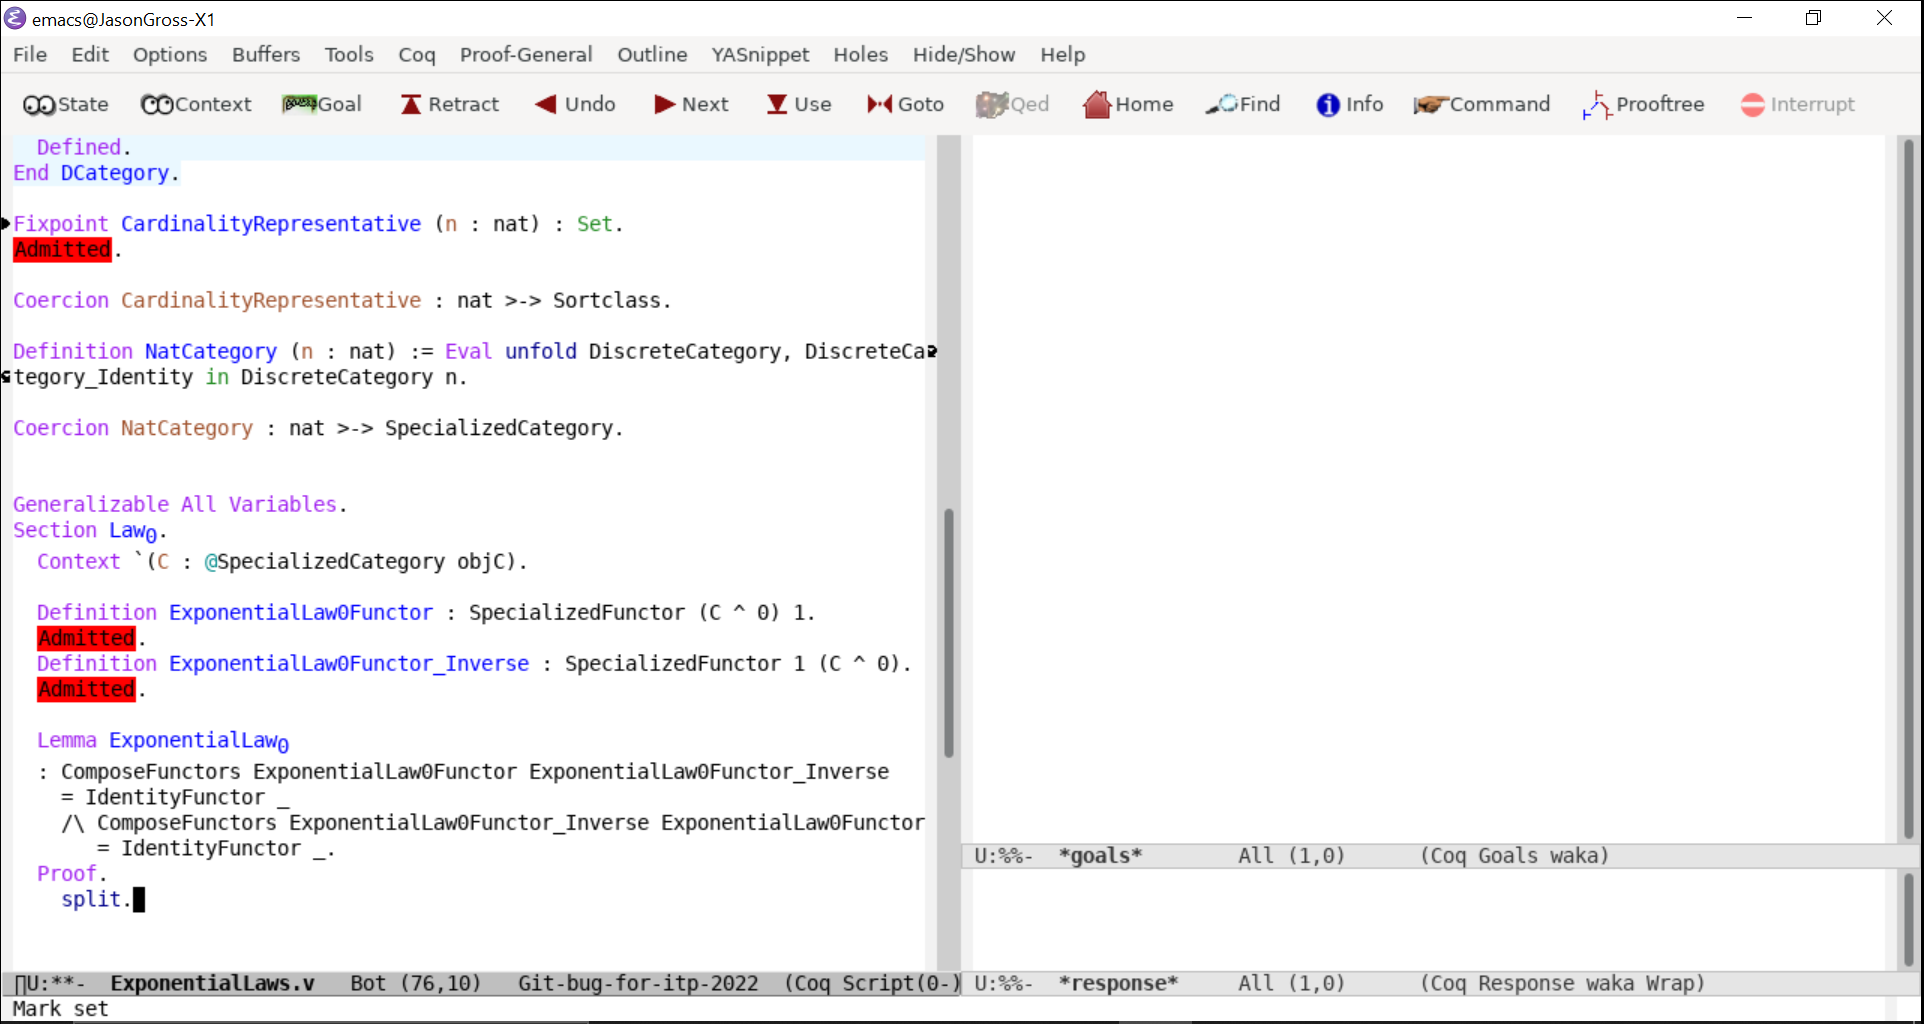 emacs@JasonGross-X1
File Edit Options Buffers Tools Coq Proof-General Outline YASnippet Holes Hide/Show Help
State Context Goal Retract Undo Next Use Goto Qed Home Find Info Command Prooftree Interrupt
  Defined.
End DCategory.
Fixpoint CardinalityRepresentative (n : nat) : Set.
Admitted.
Coercion CardinalityRepresentative : nat >-> Sortclass.
Definition NatCategory (n : nat) := Eval unfold DiscreteCategory, DiscreteCa
tegory_Identity in DiscreteCategory n.
Coercion NatCategory : nat >-> SpecializedCategory.
Generalizable All Variables.
Section Law₀.
  Context `(C : @SpecializedCategory objC).
  Definition ExponentialLaw0Functor : SpecializedFunctor (C ^ 0) 1.
  Admitted.
  Definition ExponentialLaw0Functor_Inverse : SpecializedFunctor 1 (C ^ 0).
  Admitted.
  Lemma ExponentialLaw₀
  : ComposeFunctors ExponentialLaw0Functor ExponentialLaw0Functor_Inverse
    = IdentityFunctor _
    /\ ComposeFunctors ExponentialLaw0Functor_Inverse ExponentialLaw0Functor
       = IdentityFunctor _.
  Proof.
    split.
U:**-  ExponentialLaws.v   Bot (76,10)   Git-bug-for-itp-2022  (Coq Script(0-)
Mark set
U:%%-  *goals*        All (1,0)      (Coq Goals waka)
U:%%-  *response*     All (1,0)      (Coq Response waka Wrap)